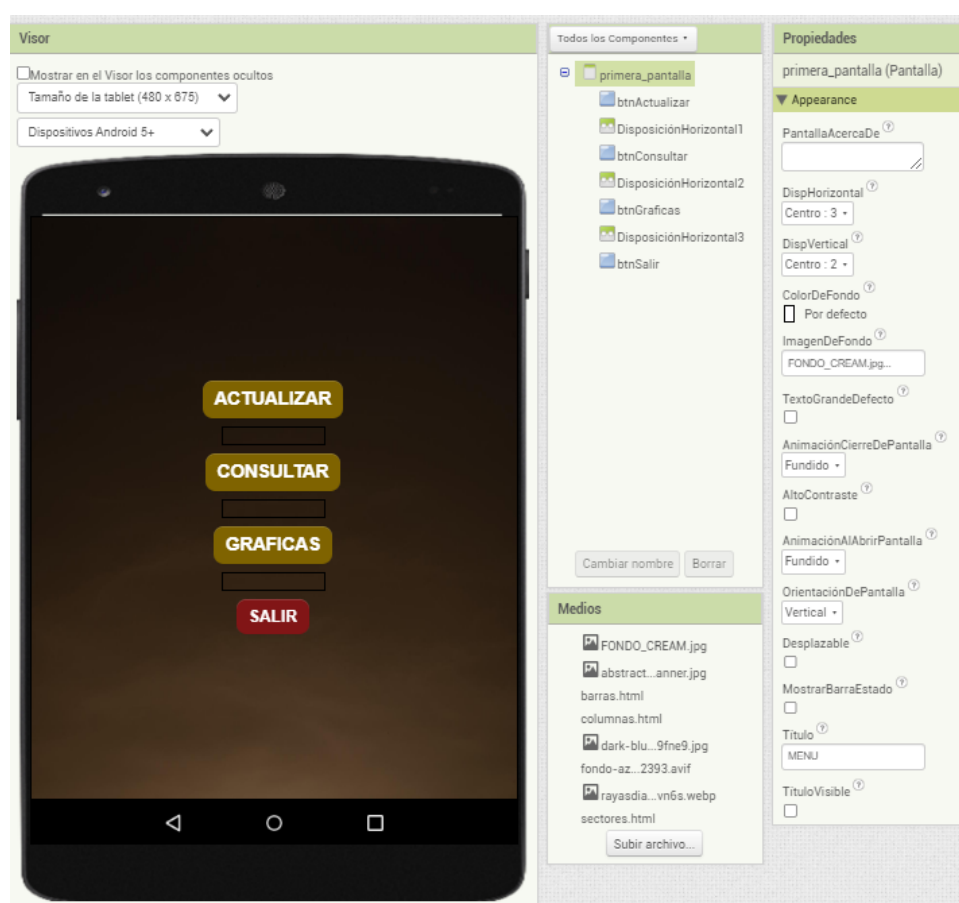 Visor
Mostrar en el Visor los componentes ocultos
Tamaño de la tablet (480 x 675)
Dispositivos Android 5+
ACTUALIZAR
CONSULTAR
GRAFICAS
SALIR
Todos los Componentes
primera_pantalla
btnActualizar
DisposiciónHorizontal1
btnConsultar
DisposiciónHorizontal2
btnGraficas
DisposiciónHorizontal3
btnSalir
Cambiar nombre Borrar
Medios
FONDO_CREAM.jpg
abstract...anner.jpg
barras.html
columnas.html
dark-blu...9fne9.jpg
fondo-az...2393.avif
rayasdia...vn6s.webp
sectores.html
Subir archivo...
Propiedades
primera_pantalla (Pantalla)
Appearance
PantallaAcercaDe ?
DispHorizontal ?
Centro : 3
DispVertical ?
Centro : 2
ColorDeFondo ?
Por defecto
ImagenDeFondo ?
FONDO_CREAM.jpg...
TextoGrandeDefecto ?
AnimaciónCierreDePantalla ?
Fundido
AltoContraste ?
AnimaciónAlAbrirPantalla ?
Fundido
OrientaciónDePantalla ?
Vertical
Desplazable ?
MostrarBarraEstado ?
Título ?
MENU
TítuloVisible ?